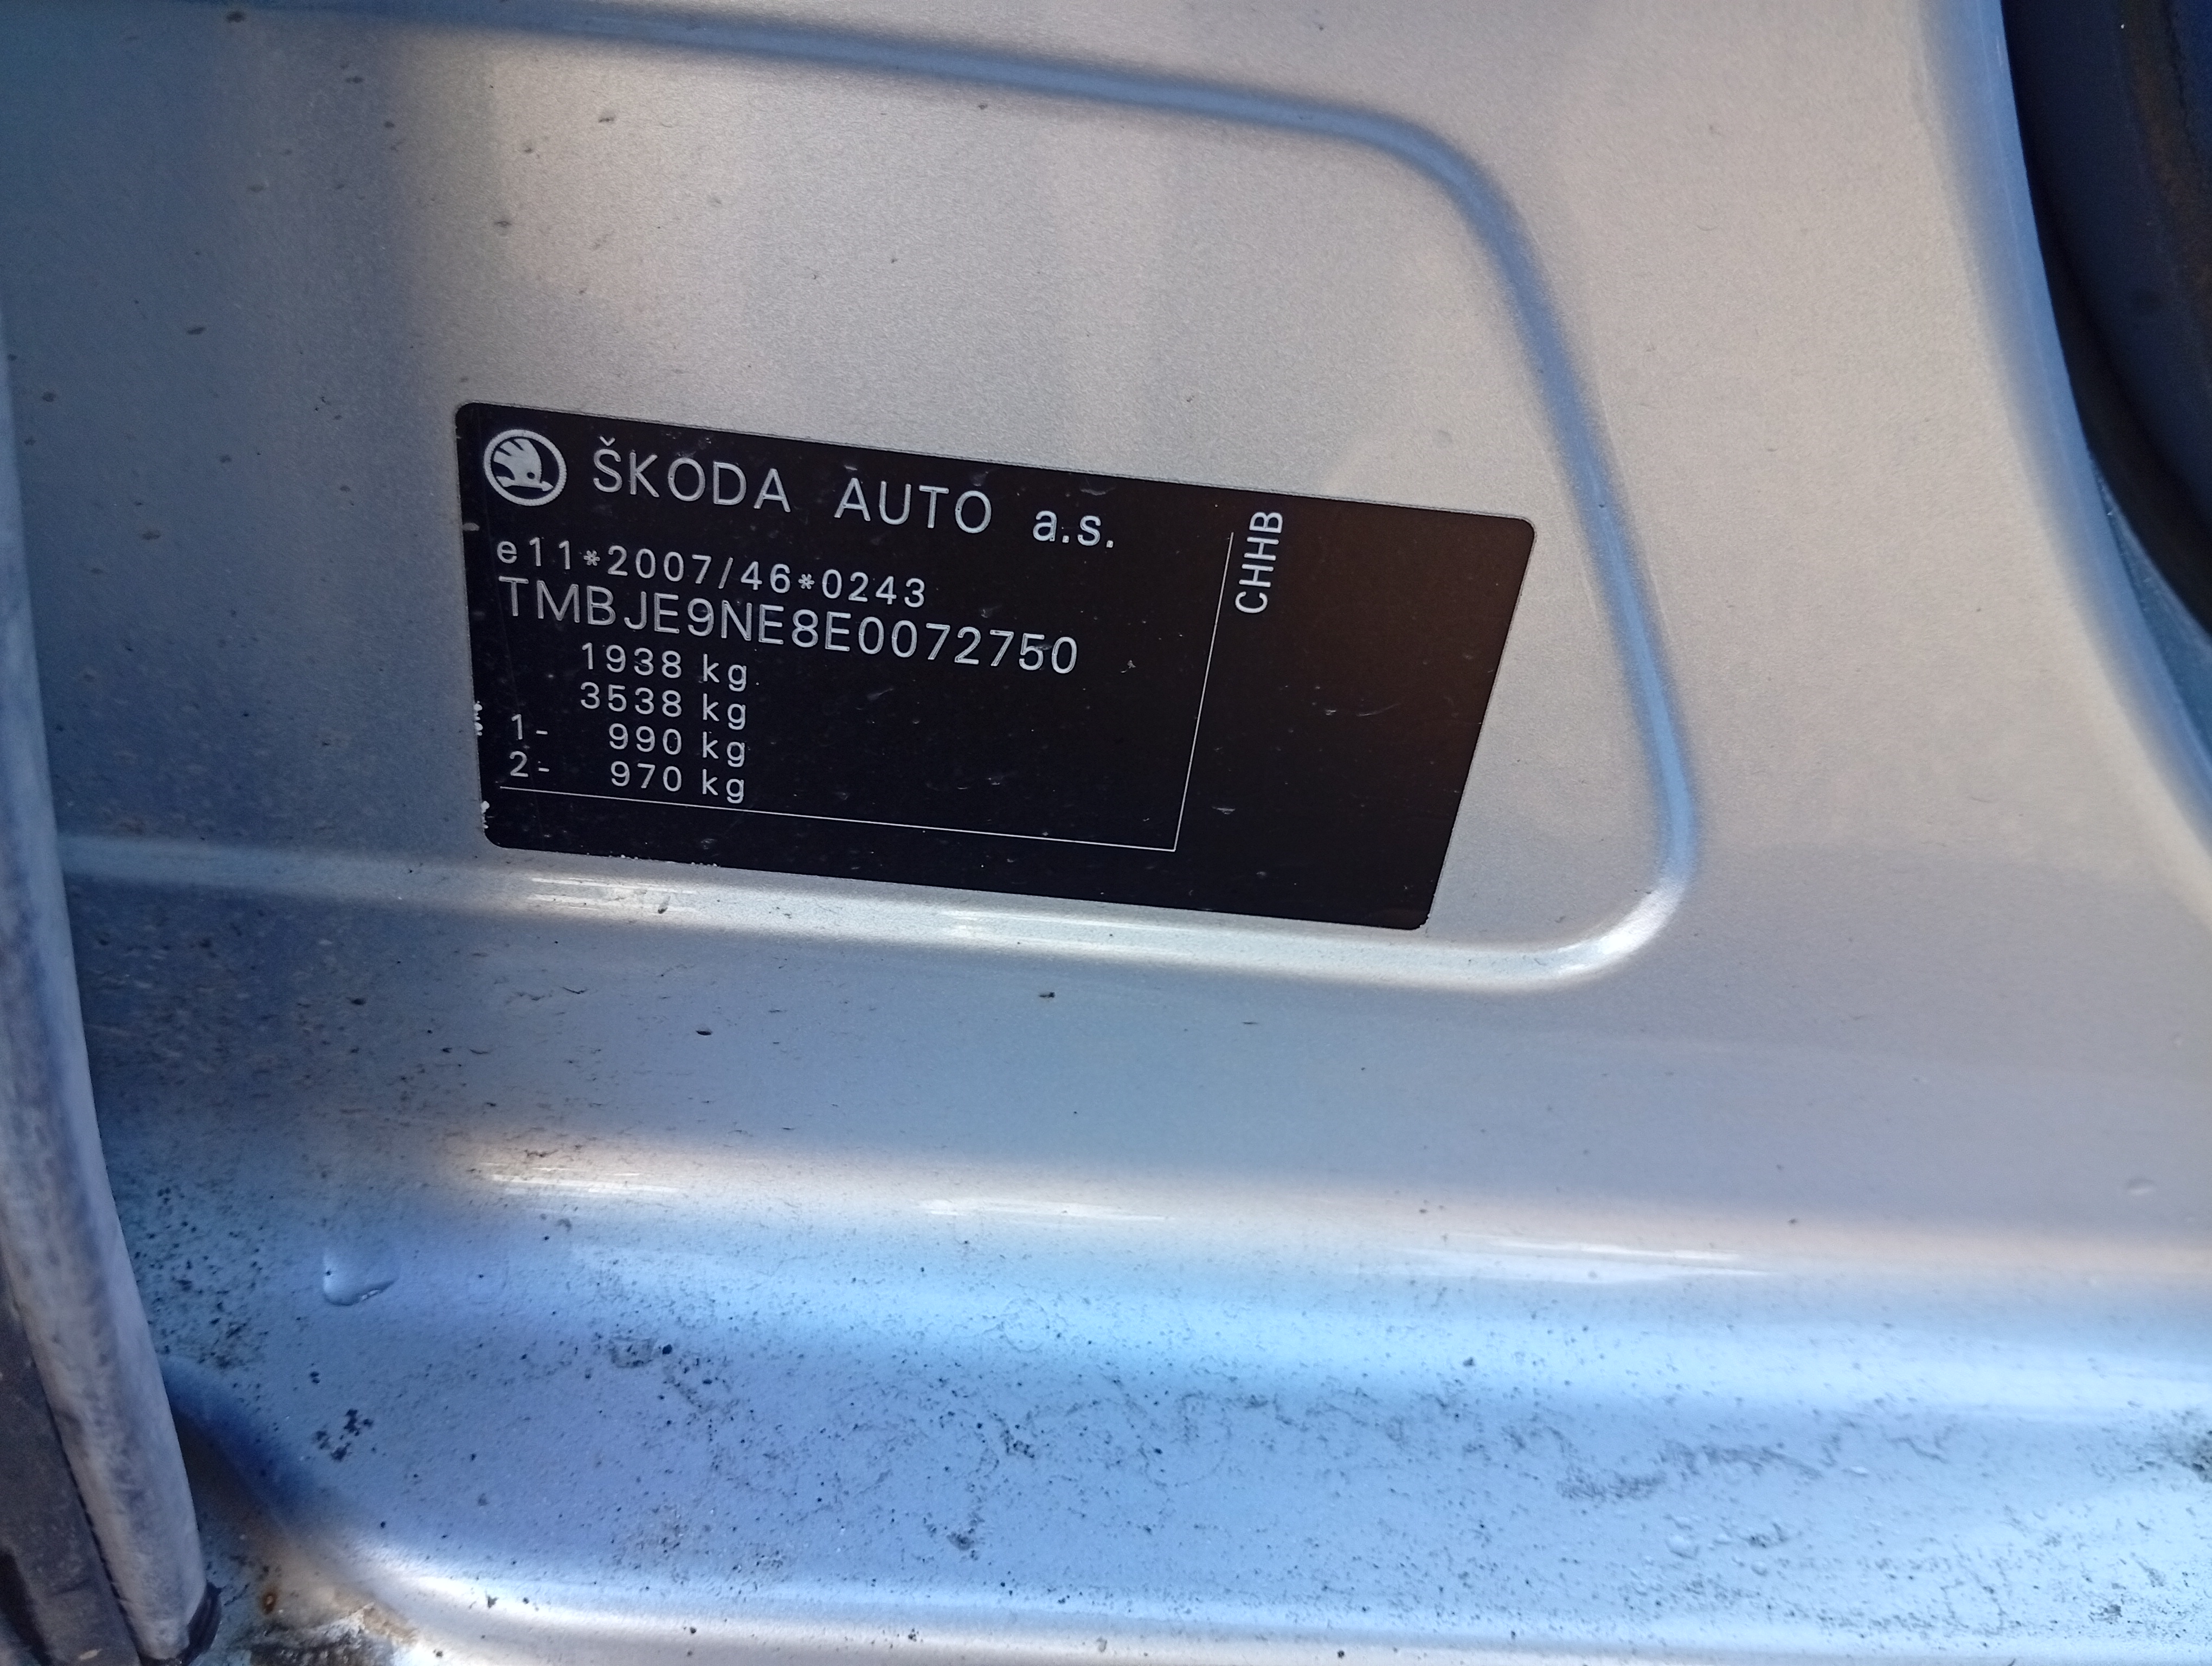 ŠKODA AUTO a.s.
e11*2007/46*0243
TMBJE9NE8E0072750
1938 kg
3538 kg
1- 990 kg
2- 970 kg
CHHB